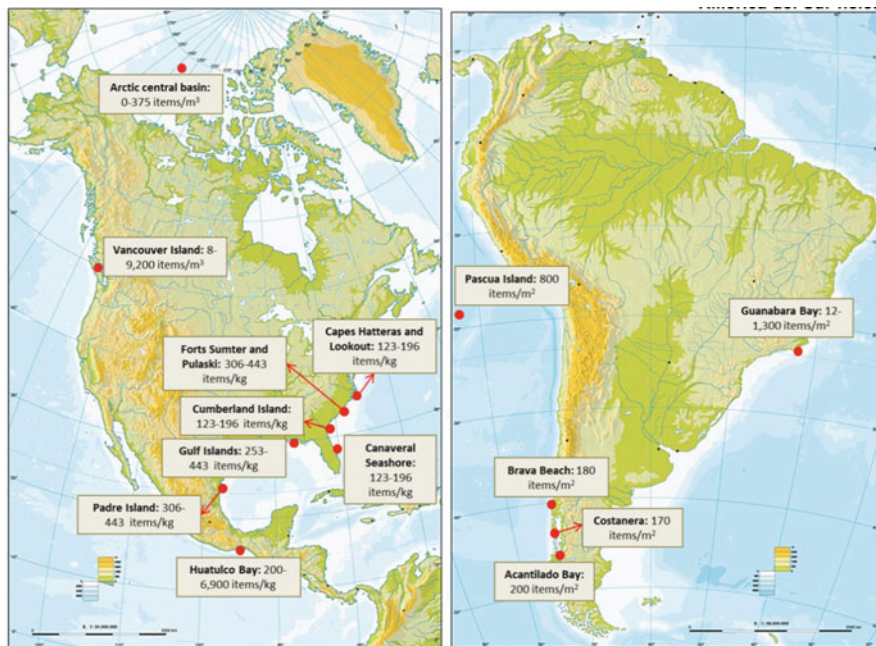 Arctic central basin:
0-375 items/m³
Vancouver Island: 8-
9,200 items/m³
Capes Hatteras and
Lookout: 123-196
items/kg
Forts Sumter and
Pulaski: 306-443
items/kg
Cumberland Island:
123-196 items/kg
Gulf Islands: 253-
443 items/kg
Canaveral
Seashore:
123-196
items/kg
Padre Island: 306-
443 items/kg
Huatulco Bay: 200-
6,900 items/kg
Pascua Island: 800
items/m²
Guanabara Bay: 12-
1,300 items/m²
Brava Beach: 180
items/m²
Costanera: 170
items/m²
Acantilado Bay:
200 items/m²